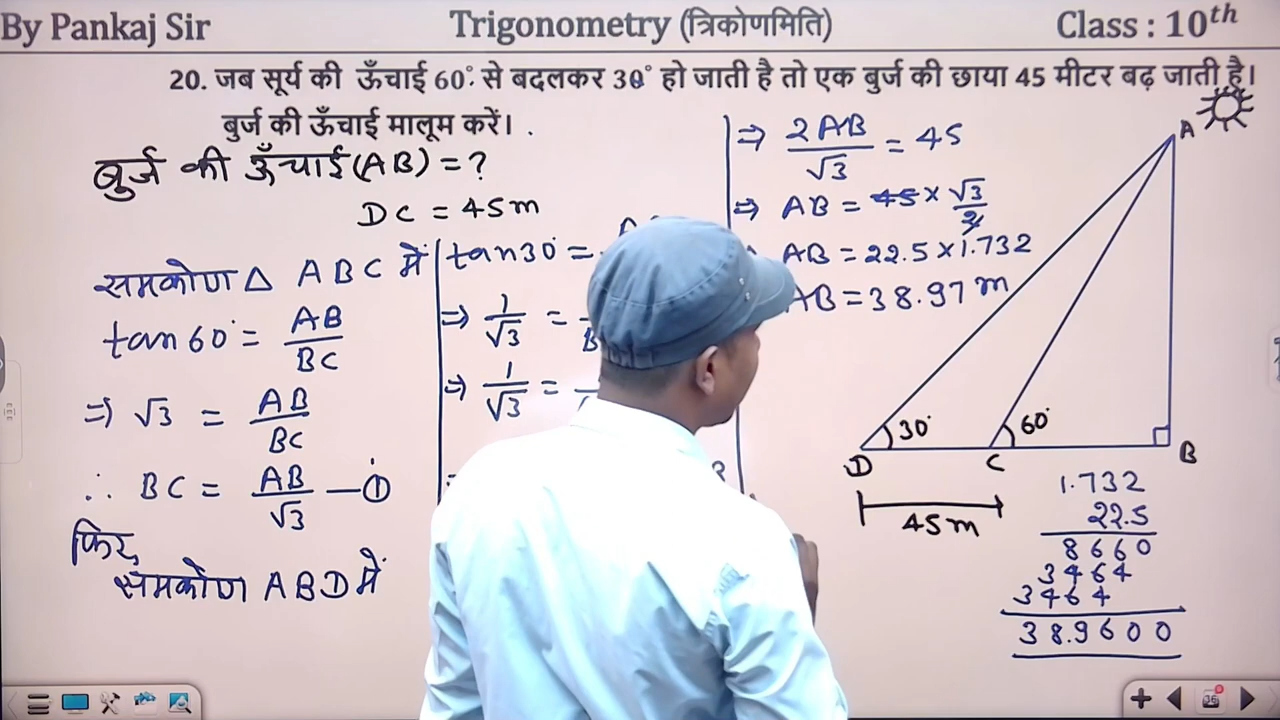 By Pankaj Sir
Trigonometry (त्रिकोणमिति)
Class : 10th
20. जब सूर्य की ऊँचाई 60° से बदलकर 30° हो जाती है तो एक बुर्ज की छाया 45 मीटर बढ़ जाती है।
बुर्ज की ऊँचाई मालूम करें।
बुर्ज की ऊँचाई (AB) = ?
DC = 45m
समकोण Δ ABC में
tan60° = AB/BC
⇒ √3 = AB/BC
∴ BC = AB/√3 —①
फिर,
समकोण ABD में
tan30° =
⇒ 1/√3 =
⇒ 1/√3 =
⇒ 2AB/√3 = 45
⇒ AB = 45 × √3/2
AB = 22.5 × 1.732
AB = 38.97 m
A
30°
60°
D
C
B
45m
1.732
22.5
8660
3464
3464
38.9600
36